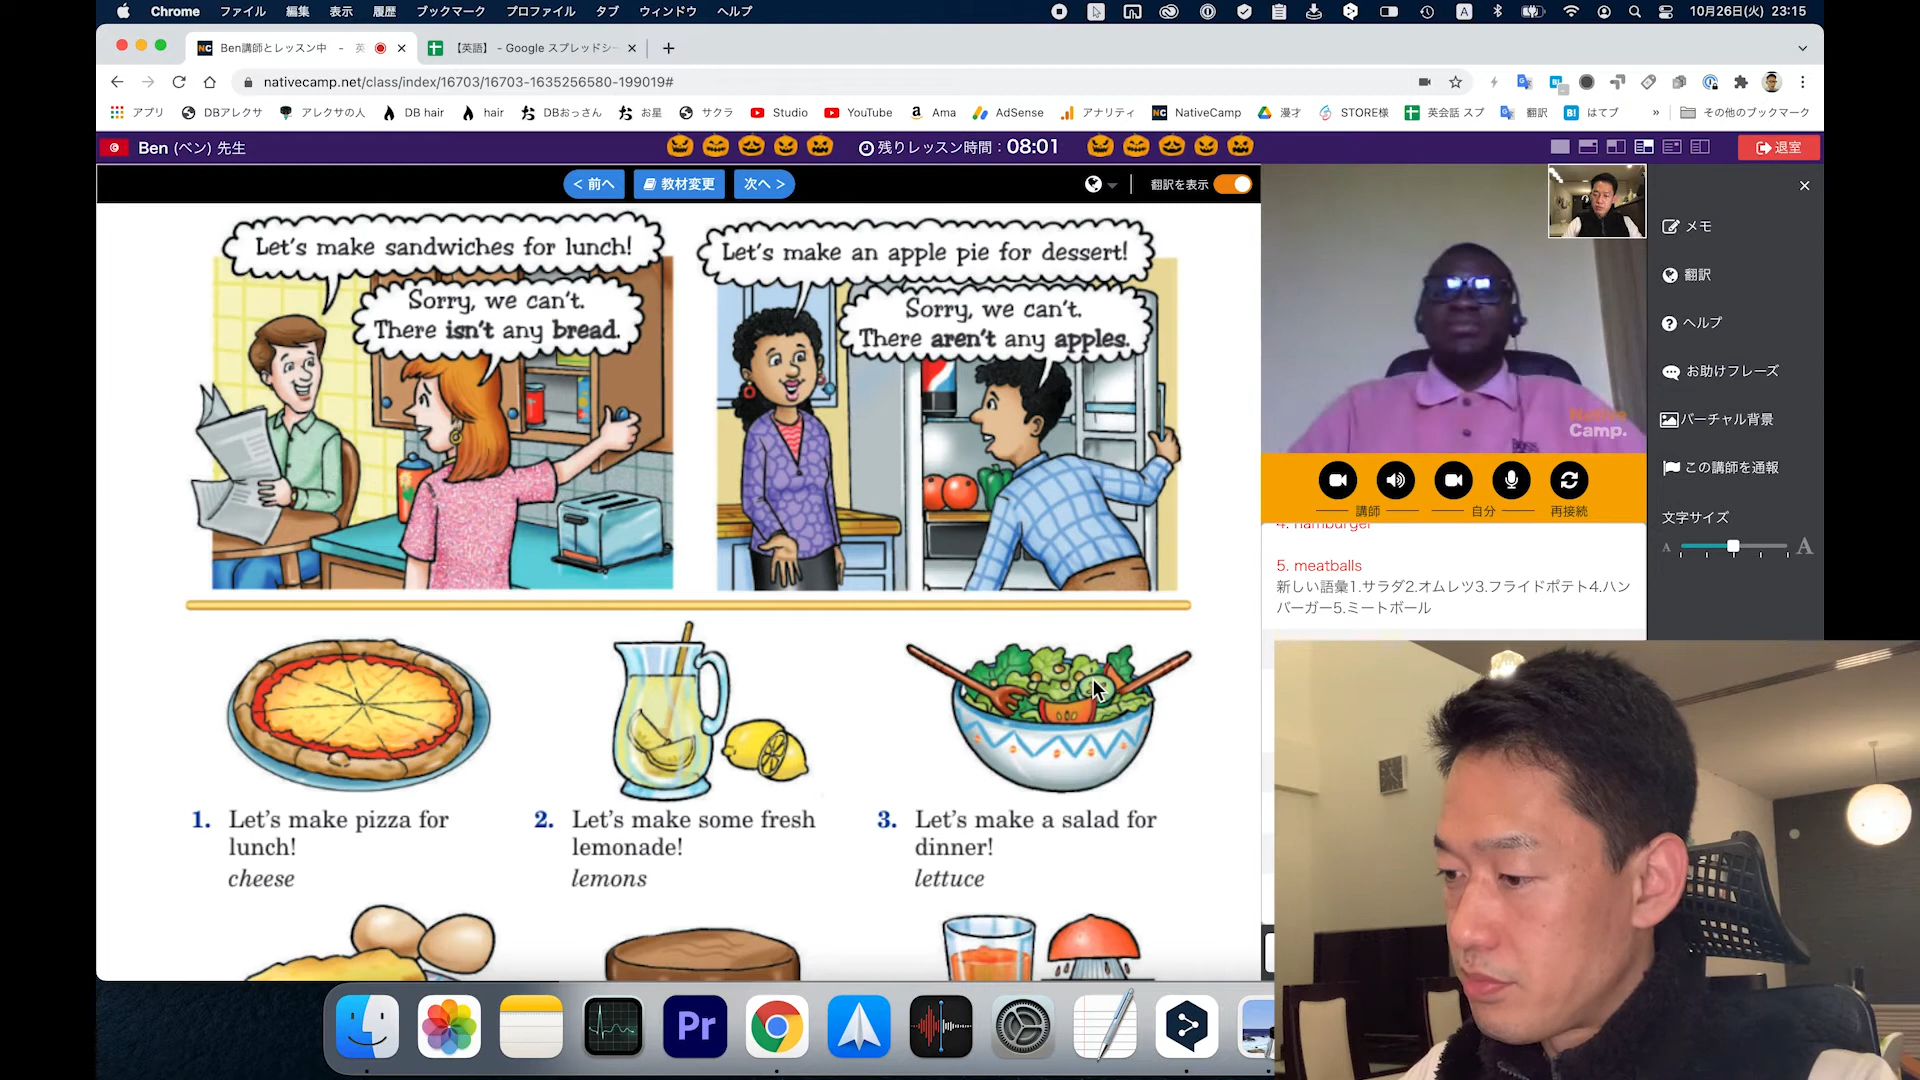 Chrome ファイル 編集 表示 履歴 ブックマーク プロファイル タブ ウィンドウ ヘルプ 10月26日(火) 23:15
Ben講師とレッスン中 - 英
【英語】 - Google スプレッドシー
nativecamp.net/class/index/16703/16703-1635256580-199019#
アプリ DBアレクサ アレクサの人 DB hair hair DBおっさん お星 サクラ Studio YouTube Ama AdSense アナリティ NativeCamp 漫才 STORE様 英会話 スプ 翻訳 はてブ » その他のブックマーク
Ben (ベン) 先生
残りレッスン時間：08:01
退室
< 前へ
教材変更
次へ >
翻訳を表示
Let's make sandwiches for lunch!
Sorry, we can't.
There isn't any bread.
Let's make an apple pie for dessert!
Sorry, we can't.
There aren't any apples.
1. Let's make pizza for
lunch!
cheese
2. Let's make some fresh
lemonade!
lemons
3. Let's make a salad for
dinner!
lettuce
Native
Camp.
講師
自分
再接続
4. hamburger
5. meatballs
新しい語彙1.サラダ2.オムレツ3.フライドポテト4.ハン
バーガー5.ミートボール
メモ
翻訳
ヘルプ
お助けフレーズ
バーチャル背景
この講師を通報
文字サイズ
A A
Pr